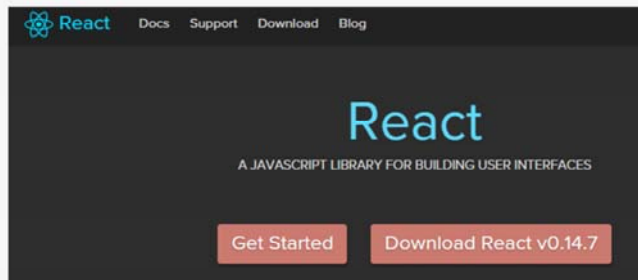 React Docs Support Download Blog
React
A JAVASCRIPT LIBRARY FOR BUILDING USER INTERFACES
Get Started Download React v0.14.7